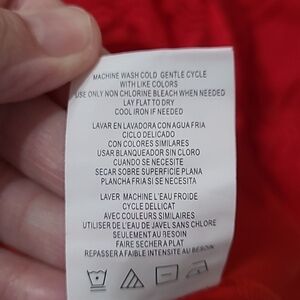 MACHINE WASH COLD GENTLE CYCLE
WITH LIKE COLORS
USE ONLY NON CHLORINE BLEACH WHEN NEEDED
LAY FLAT TO DRY
COOL IRON IF NEEDED
LAVAR EN LAVADORA CON AGUA FRIA
CICLO DELICADO
CON COLORES SIMILARES
USAR BLANQUEADOR SIN CLORO
CUANDO SE NECESITE
SECAR SOBRE SUPERFICIE PLANA
PLANCHA FRIA SI SE NECESITA
LAVER MACHINE L'EAU FROIDE
CYCLE DELLICAT
AVEC COULEURS SIMILAIRES
UTILISER DE L'EAU DE JAVEL SANS CHLORE
SEULEMENT AU BESOIN
FAIRE SECHER A PLAT
REPASSER A FAIBLE INTENSITE AU BESOIN